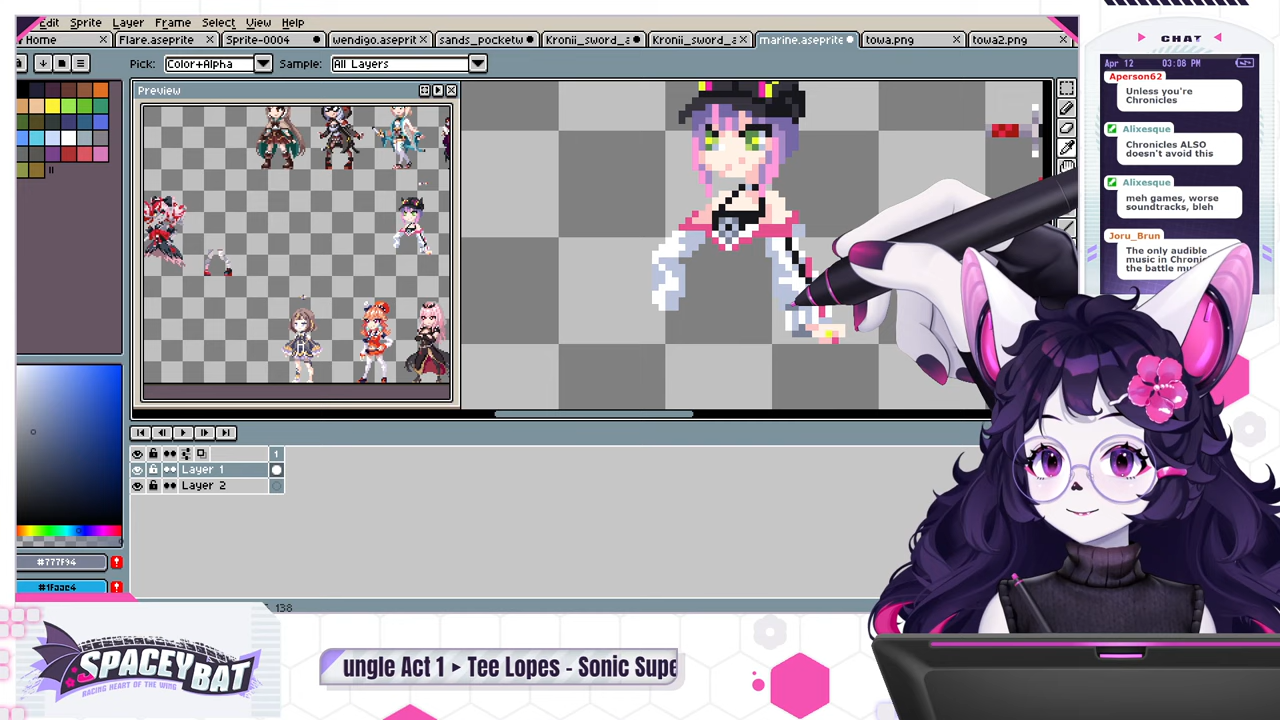 Edit Sprite Layer Frame Select View Help
Home Flare.aseprite Sprite-0004 sands_pocketw Kronii_sword_a Kronii_sword_a marine.aseprite towa.png towa2.png
Pick: Color+Alpha Sample: All Layers
Preview
1
Layer 1
Layer 2
#777f94
138
CHAT
Apr 12 03:08 PM
Aperson62
Unless you're
Chronicles
Alixesque
Chronicles ALSO
doesn't avoid this
Alixesque
meh games, worse
soundtracks, bleh
Joru_Brun
The only audible
music in
the battle
SPACEYBAT
RACING HEART OF THE WING
ungle Act 1 ▸ Tee Lopes - Sonic Supe